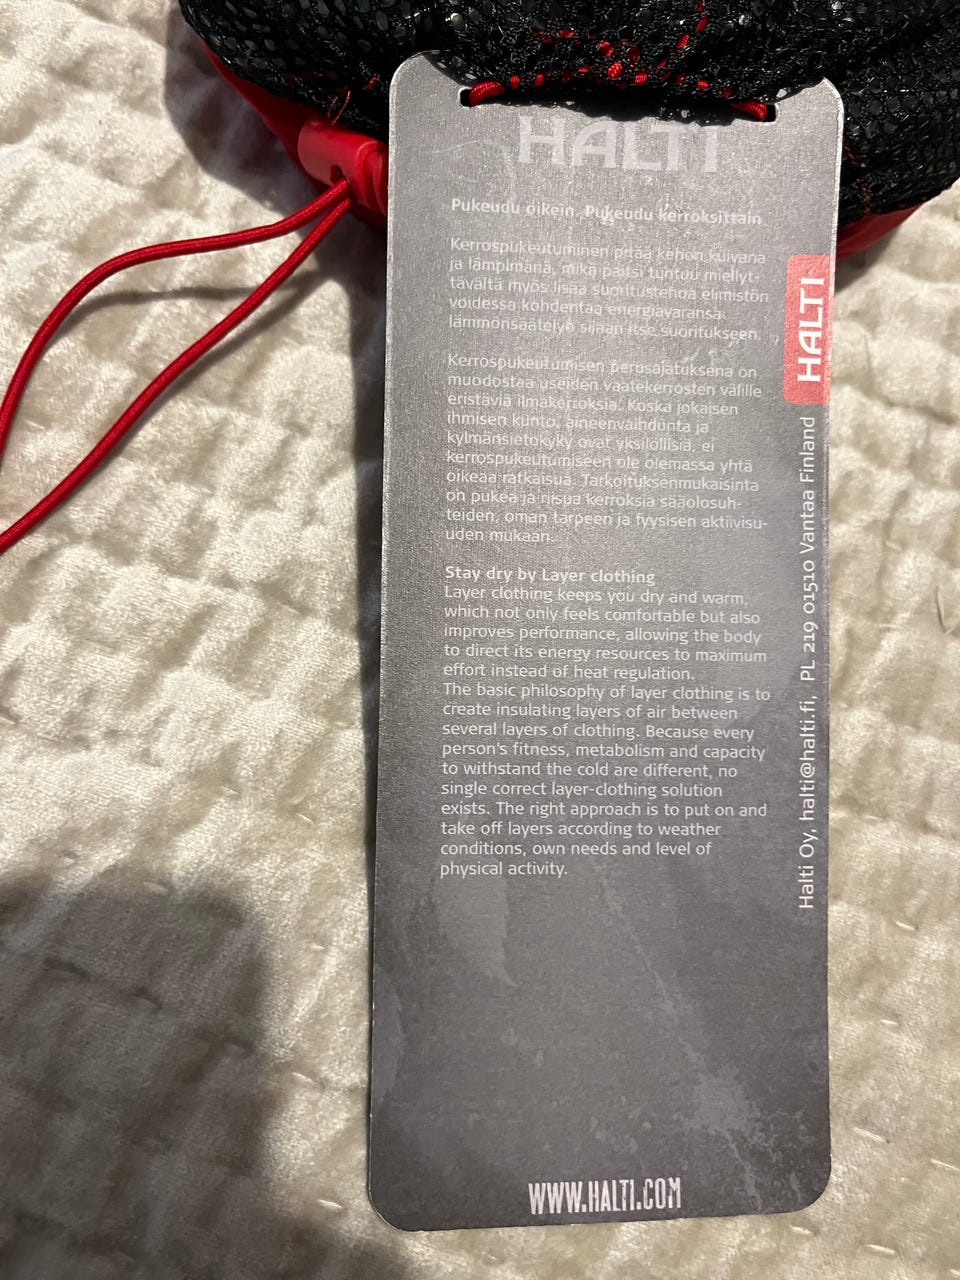 HALTI
Pukeudu oikein, Pukeudu kerroksittain
Kerrospukeutuminen pitää kehon kuivana
ja lämpimänä, mikä paitsi tuntuu miellyt-
tävältä myös lisää suoritustehoa elimistön
voidessa kohdentaa energiavaransa
lämmönsäätelyn sijaan itse suoritukseen.
Kerrospukeutumisen perusajatuksena on
muodostaa useiden vaatekerrosten välille
eristäviä ilmakerroksia. Koska jokaisen
ihmisen kunto, aineenvaihdunta ja
kylmänsietokyky ovat yksilöllisiä, ei
kerrospukeutumiseen ole olemassa yhtä
oikeaa ratkaisua. Tarkoituksenmukaisinta
on pukea ja riisua kerroksia sääolosuh-
teiden, oman tarpeen ja fyysisen aktiivisu-
uden mukaan.
Stay dry by Layer clothing
Layer clothing keeps you dry and warm,
which not only feels comfortable but also
improves performance, allowing the body
to direct its energy resources to maximum
effort instead of heat regulation.
The basic philosophy of layer clothing is to
create insulating layers of air between
several layers of clothing. Because every
person's fitness, metabolism and capacity
to withstand the cold are different, no
single correct layer-clothing solution
exists. The right approach is to put on and
take off layers according to weather
conditions, own needs and level of
physical activity.
HALTI
Halti Oy, halti@halti.fi, PL 219 01510 Vantaa Finland
WWW.HALTI.COM